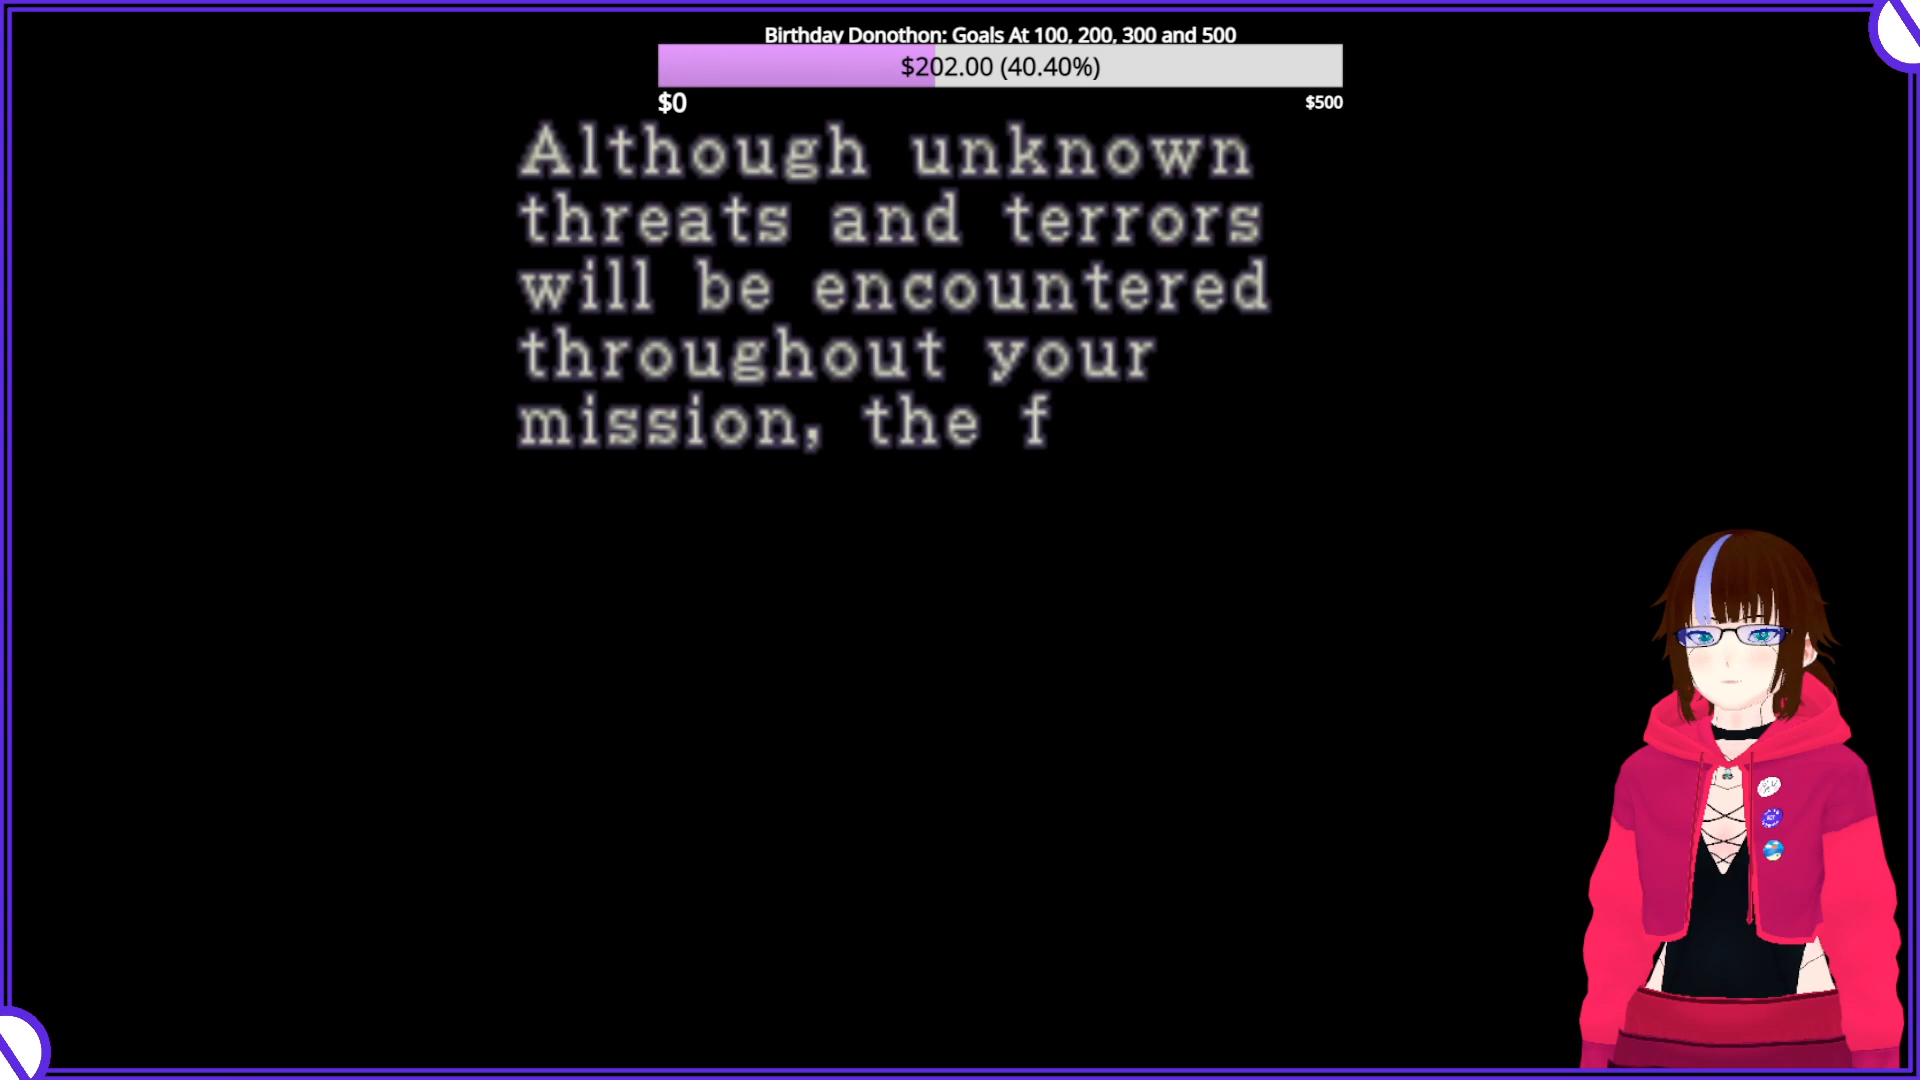 Birthday Donothon: Goals At 100, 200, 300 and 500
$202.00 (40.40%)
$0
$500
Although unknown
threats and terrors
will be encountered
throughout your
mission, the f